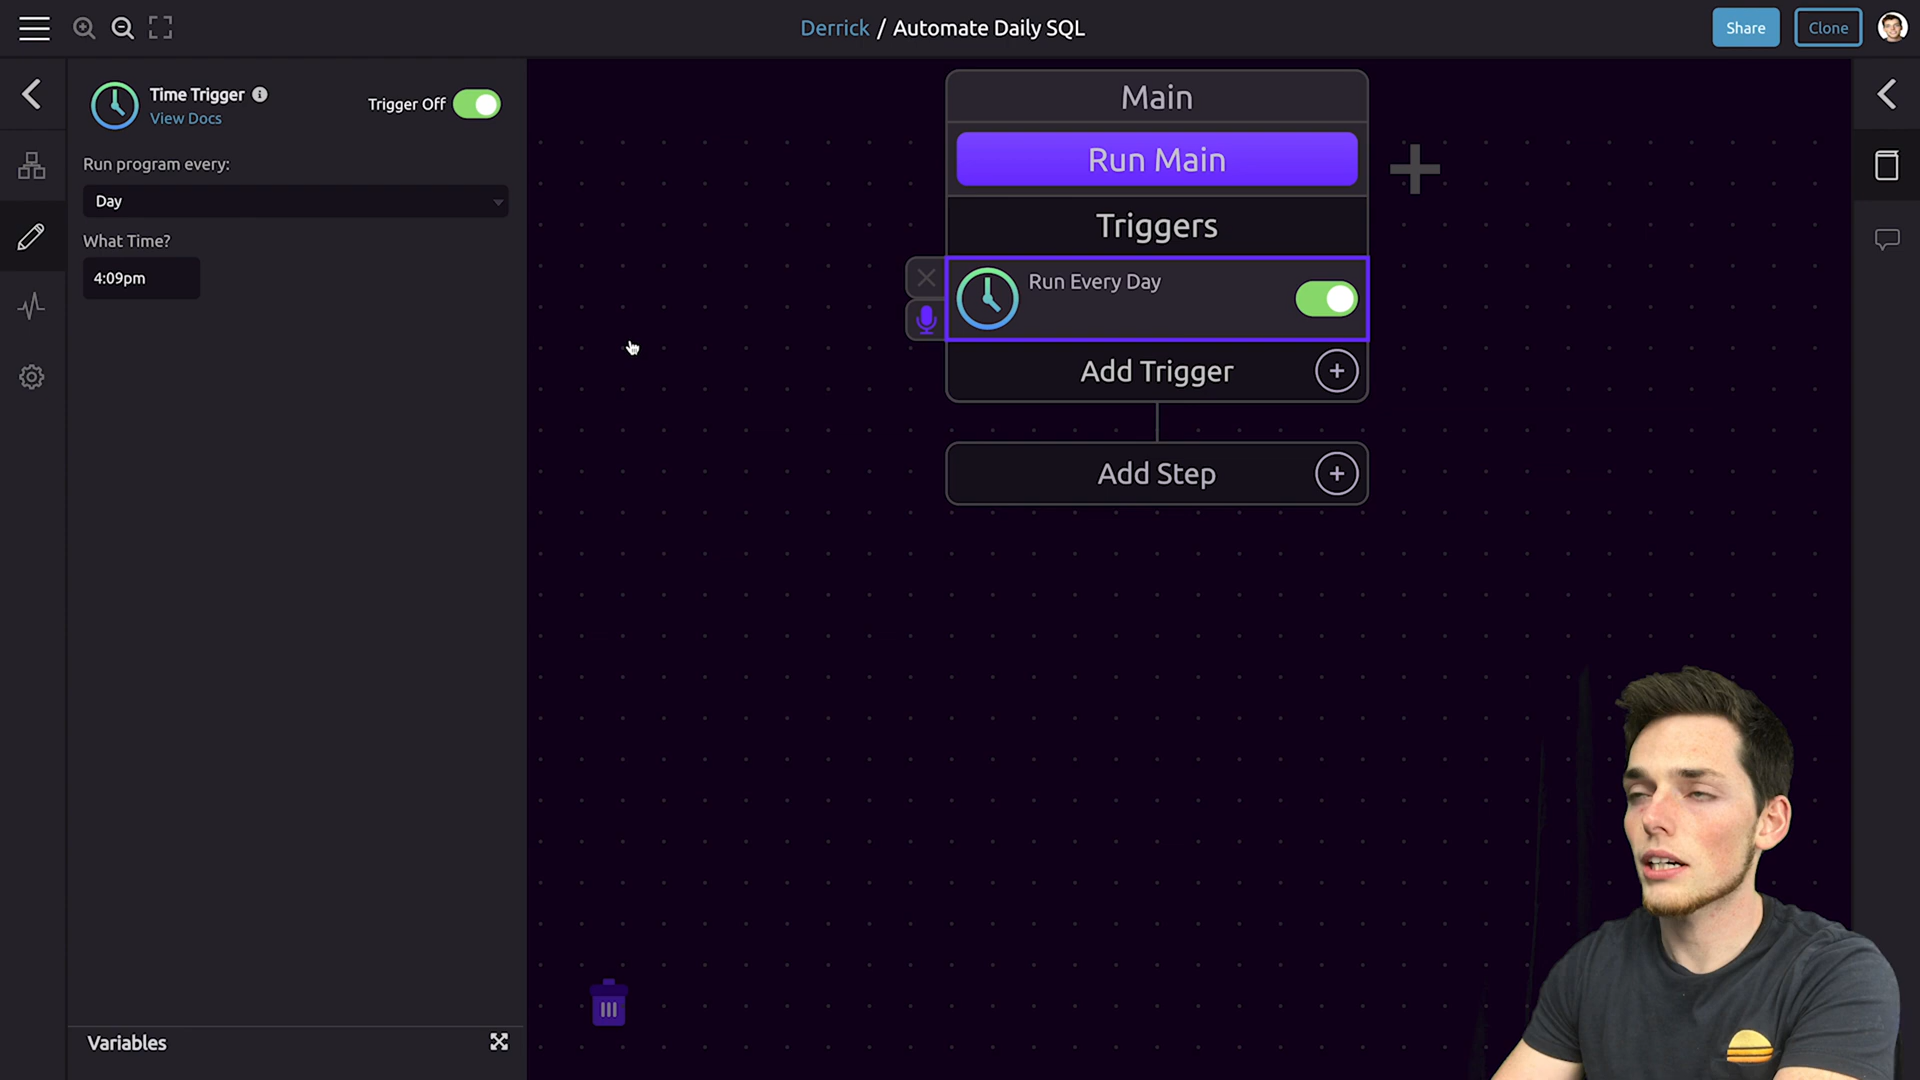 Derrick / Automate Daily SQL
Share
Clone
Time Trigger
View Docs
Trigger Off
Run program every:
Day
What Time?
4:09pm
Main
Run Main
Triggers
Run Every Day
Add Trigger
Add Step
Variables